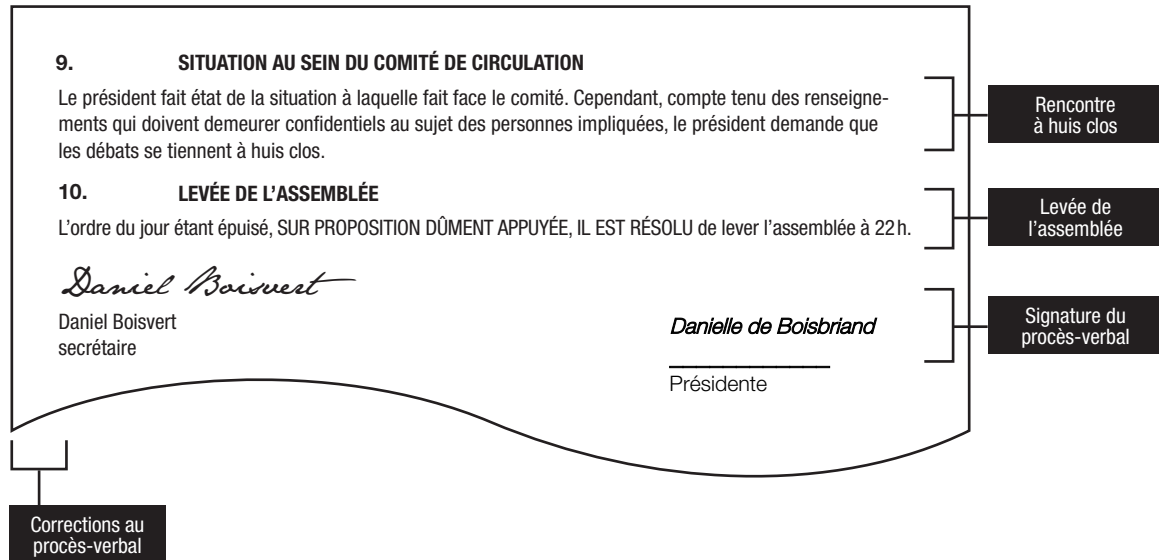 9. SITUATION AU SEIN DU COMITÉ DE CIRCULATION
Le président fait état de la situation à laquelle fait face le comité. Cependant, compte tenu des renseigne-
ments qui doivent demeurer confidentiels au sujet des personnes impliquées, le président demande que
les débats se tiennent à huis clos.
Rencontre
à huis clos
10. LEVÉE DE L'ASSEMBLÉE
L'ordre du jour étant épuisé, SUR PROPOSITION DÛMENT APPUYÉE, IL EST RÉSOLU de lever l'assemblée à 22 h.
Levée de
l'assemblée
Daniel Boisvert
Daniel Boisvert
secrétaire
Danielle de Boisbriand
Présidente
Signature du
procès-verbal
Corrections au
procès-verbal